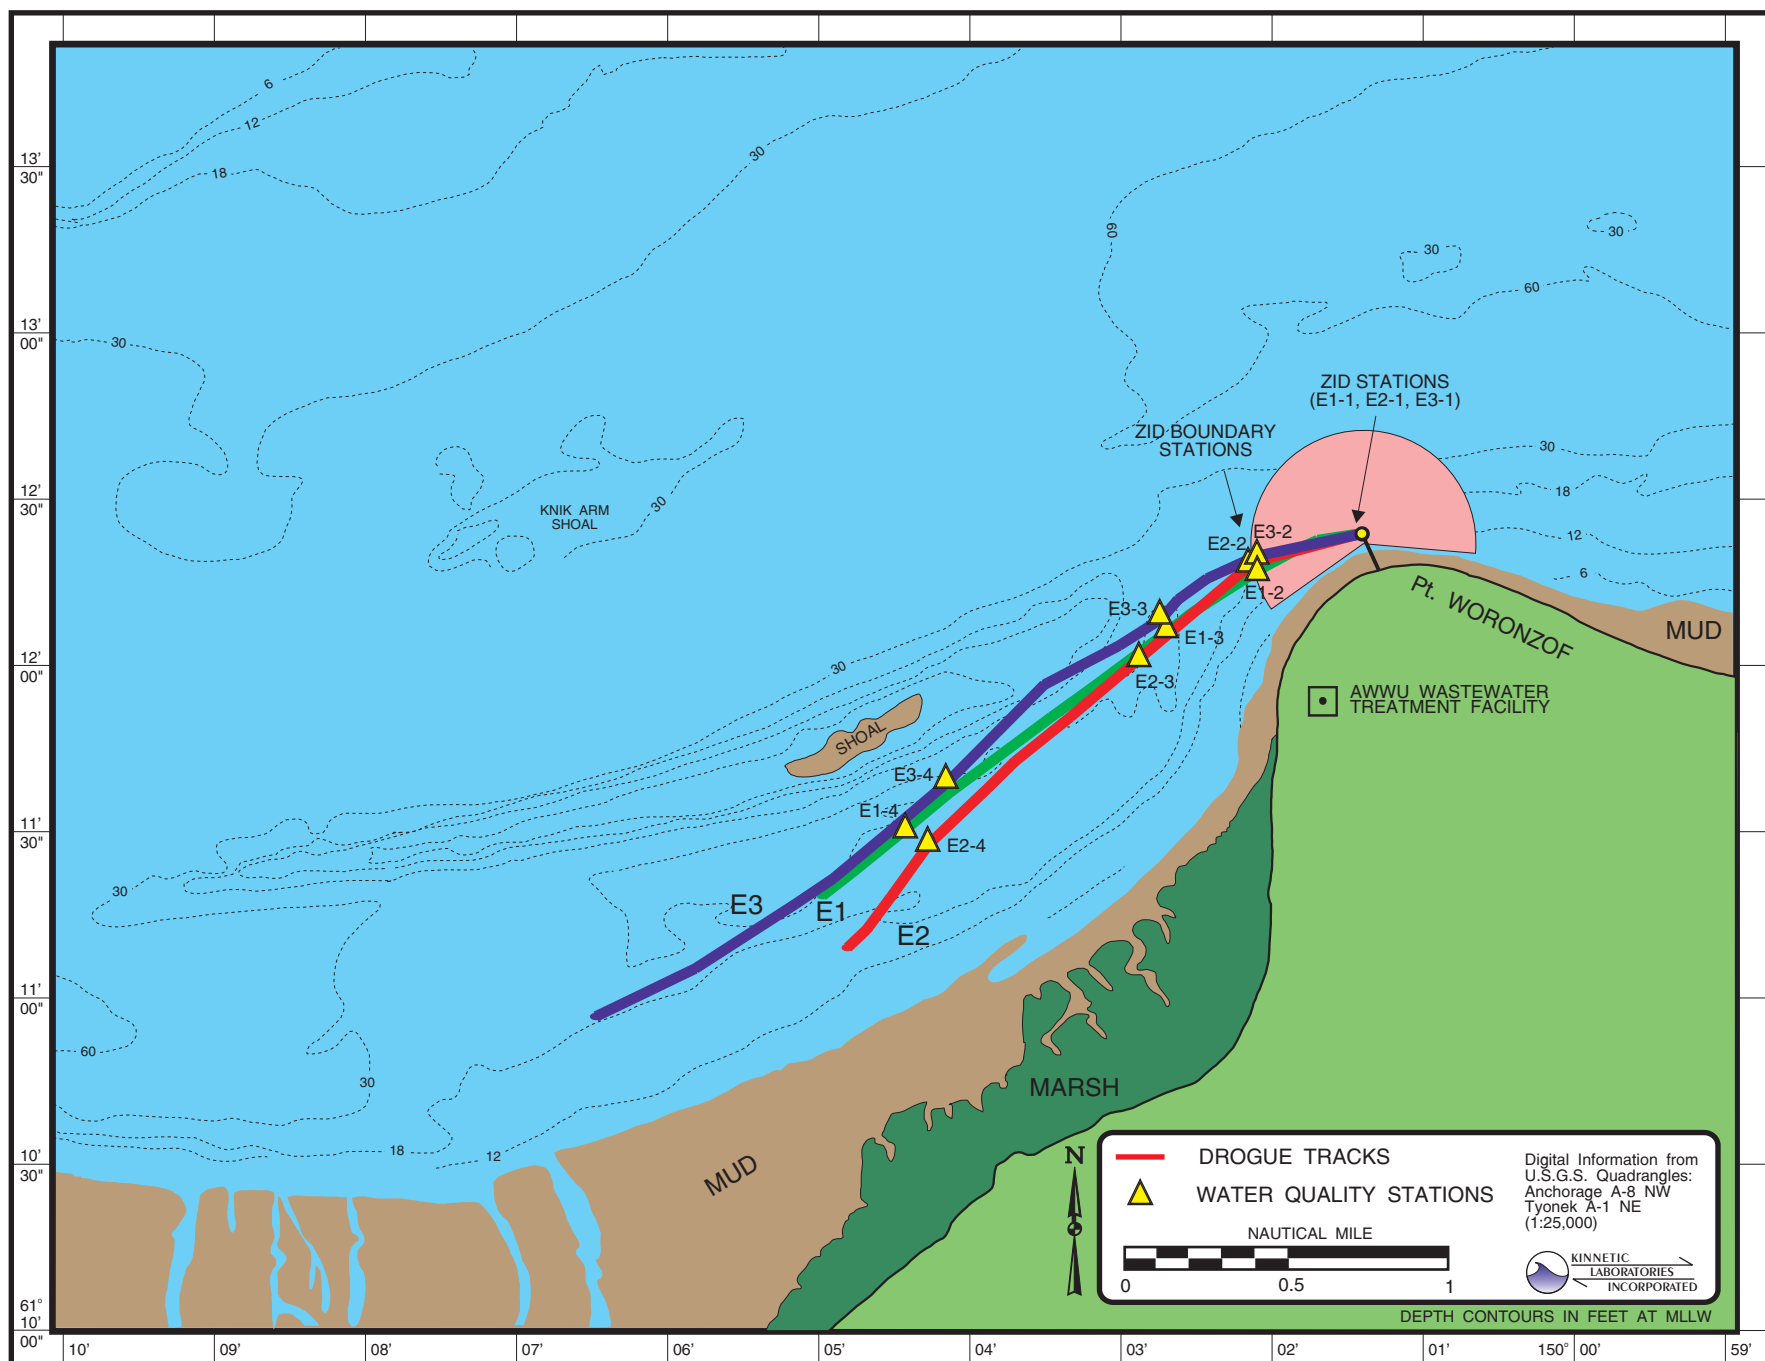 6
12
18
30
60
30
30
60
13'
30"
13'
00"
30
ZID STATIONS
(E1-1, E2-1, E3-1)
ZID BOUNDARY
STATIONS
30
18
12
6
12'
30"
KNIK ARM
SHOAL
30
E3-2
E2-2
E1-2
E3-3
E1-3
E2-3
Pt. WORONZOF
MUD
12'
00"
30
AWWU WASTEWATER
TREATMENT FACILITY
SHOAL
E3-4
E1-4
E2-4
11'
30"
30
E3
E1
E2
11'
00"
60
30
MARSH
18
12
MUD
10'
30"
N
DROGUE TRACKS
WATER QUALITY STATIONS
NAUTICAL MILE
0
0.5
1
Digital Information from
U.S.G.S. Quadrangles:
Anchorage A-8 NW
Tyonek A-1 NE
(1:25,000)
KINNETIC
LABORATORIES
INCORPORATED
DEPTH CONTOURS IN FEET AT MLLW
61°
10'
00"
10'
09'
08'
07'
06'
05'
04'
03'
02'
01'
150° 00'
59'